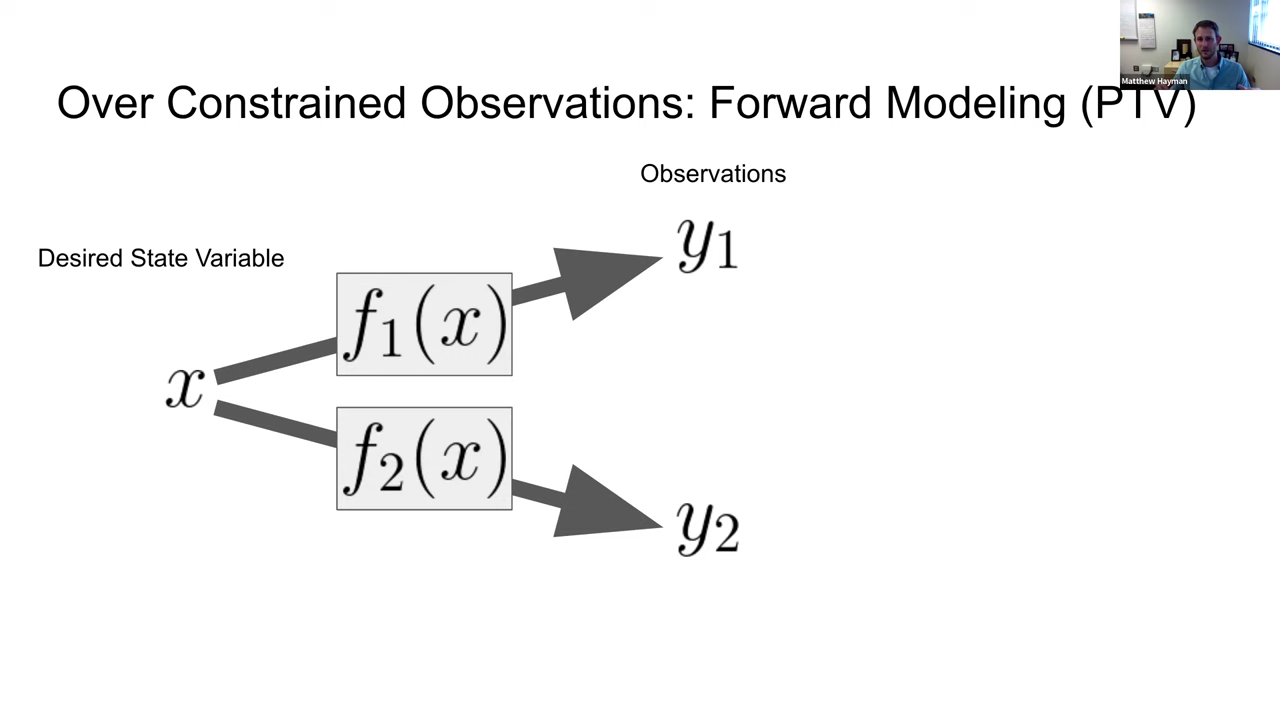 Matthew Hayman
Over Constrained Observations: Forward Modeling (PTV)
Observations
y₁
Desired State Variable
f₁(x)
x
f₂(x)
y₂